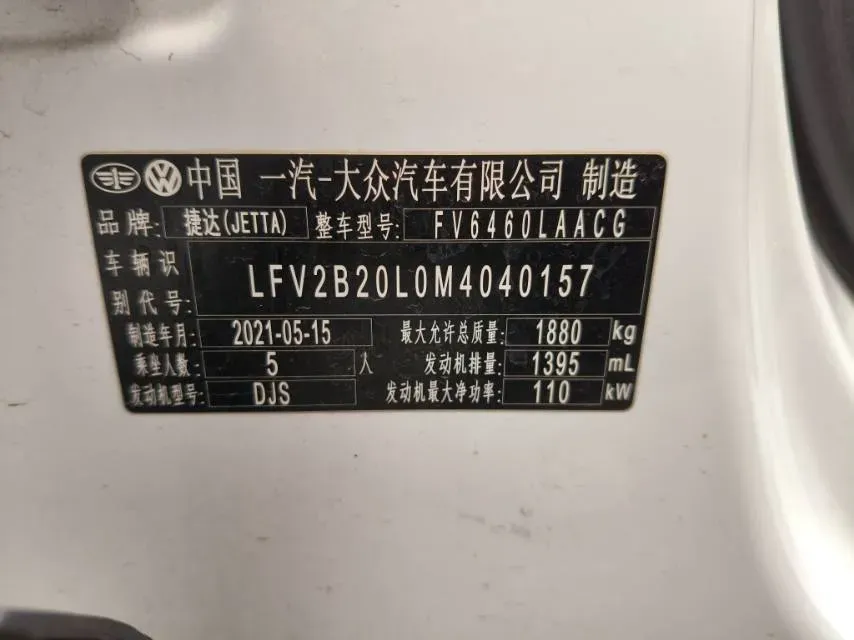 中国 一汽-大众汽车有限公司 制造
品牌: 捷达(JETTA) 整车型号: FV6460LAACG
车辆识别代号: LFV2B20L0M4040157
制造年月: 2021-05-15 最大允许总质量: 1880 kg
乘坐人数: 5 人 发动机排量: 1395 mL
发动机型号: DJS 发动机最大净功率: 110 kW